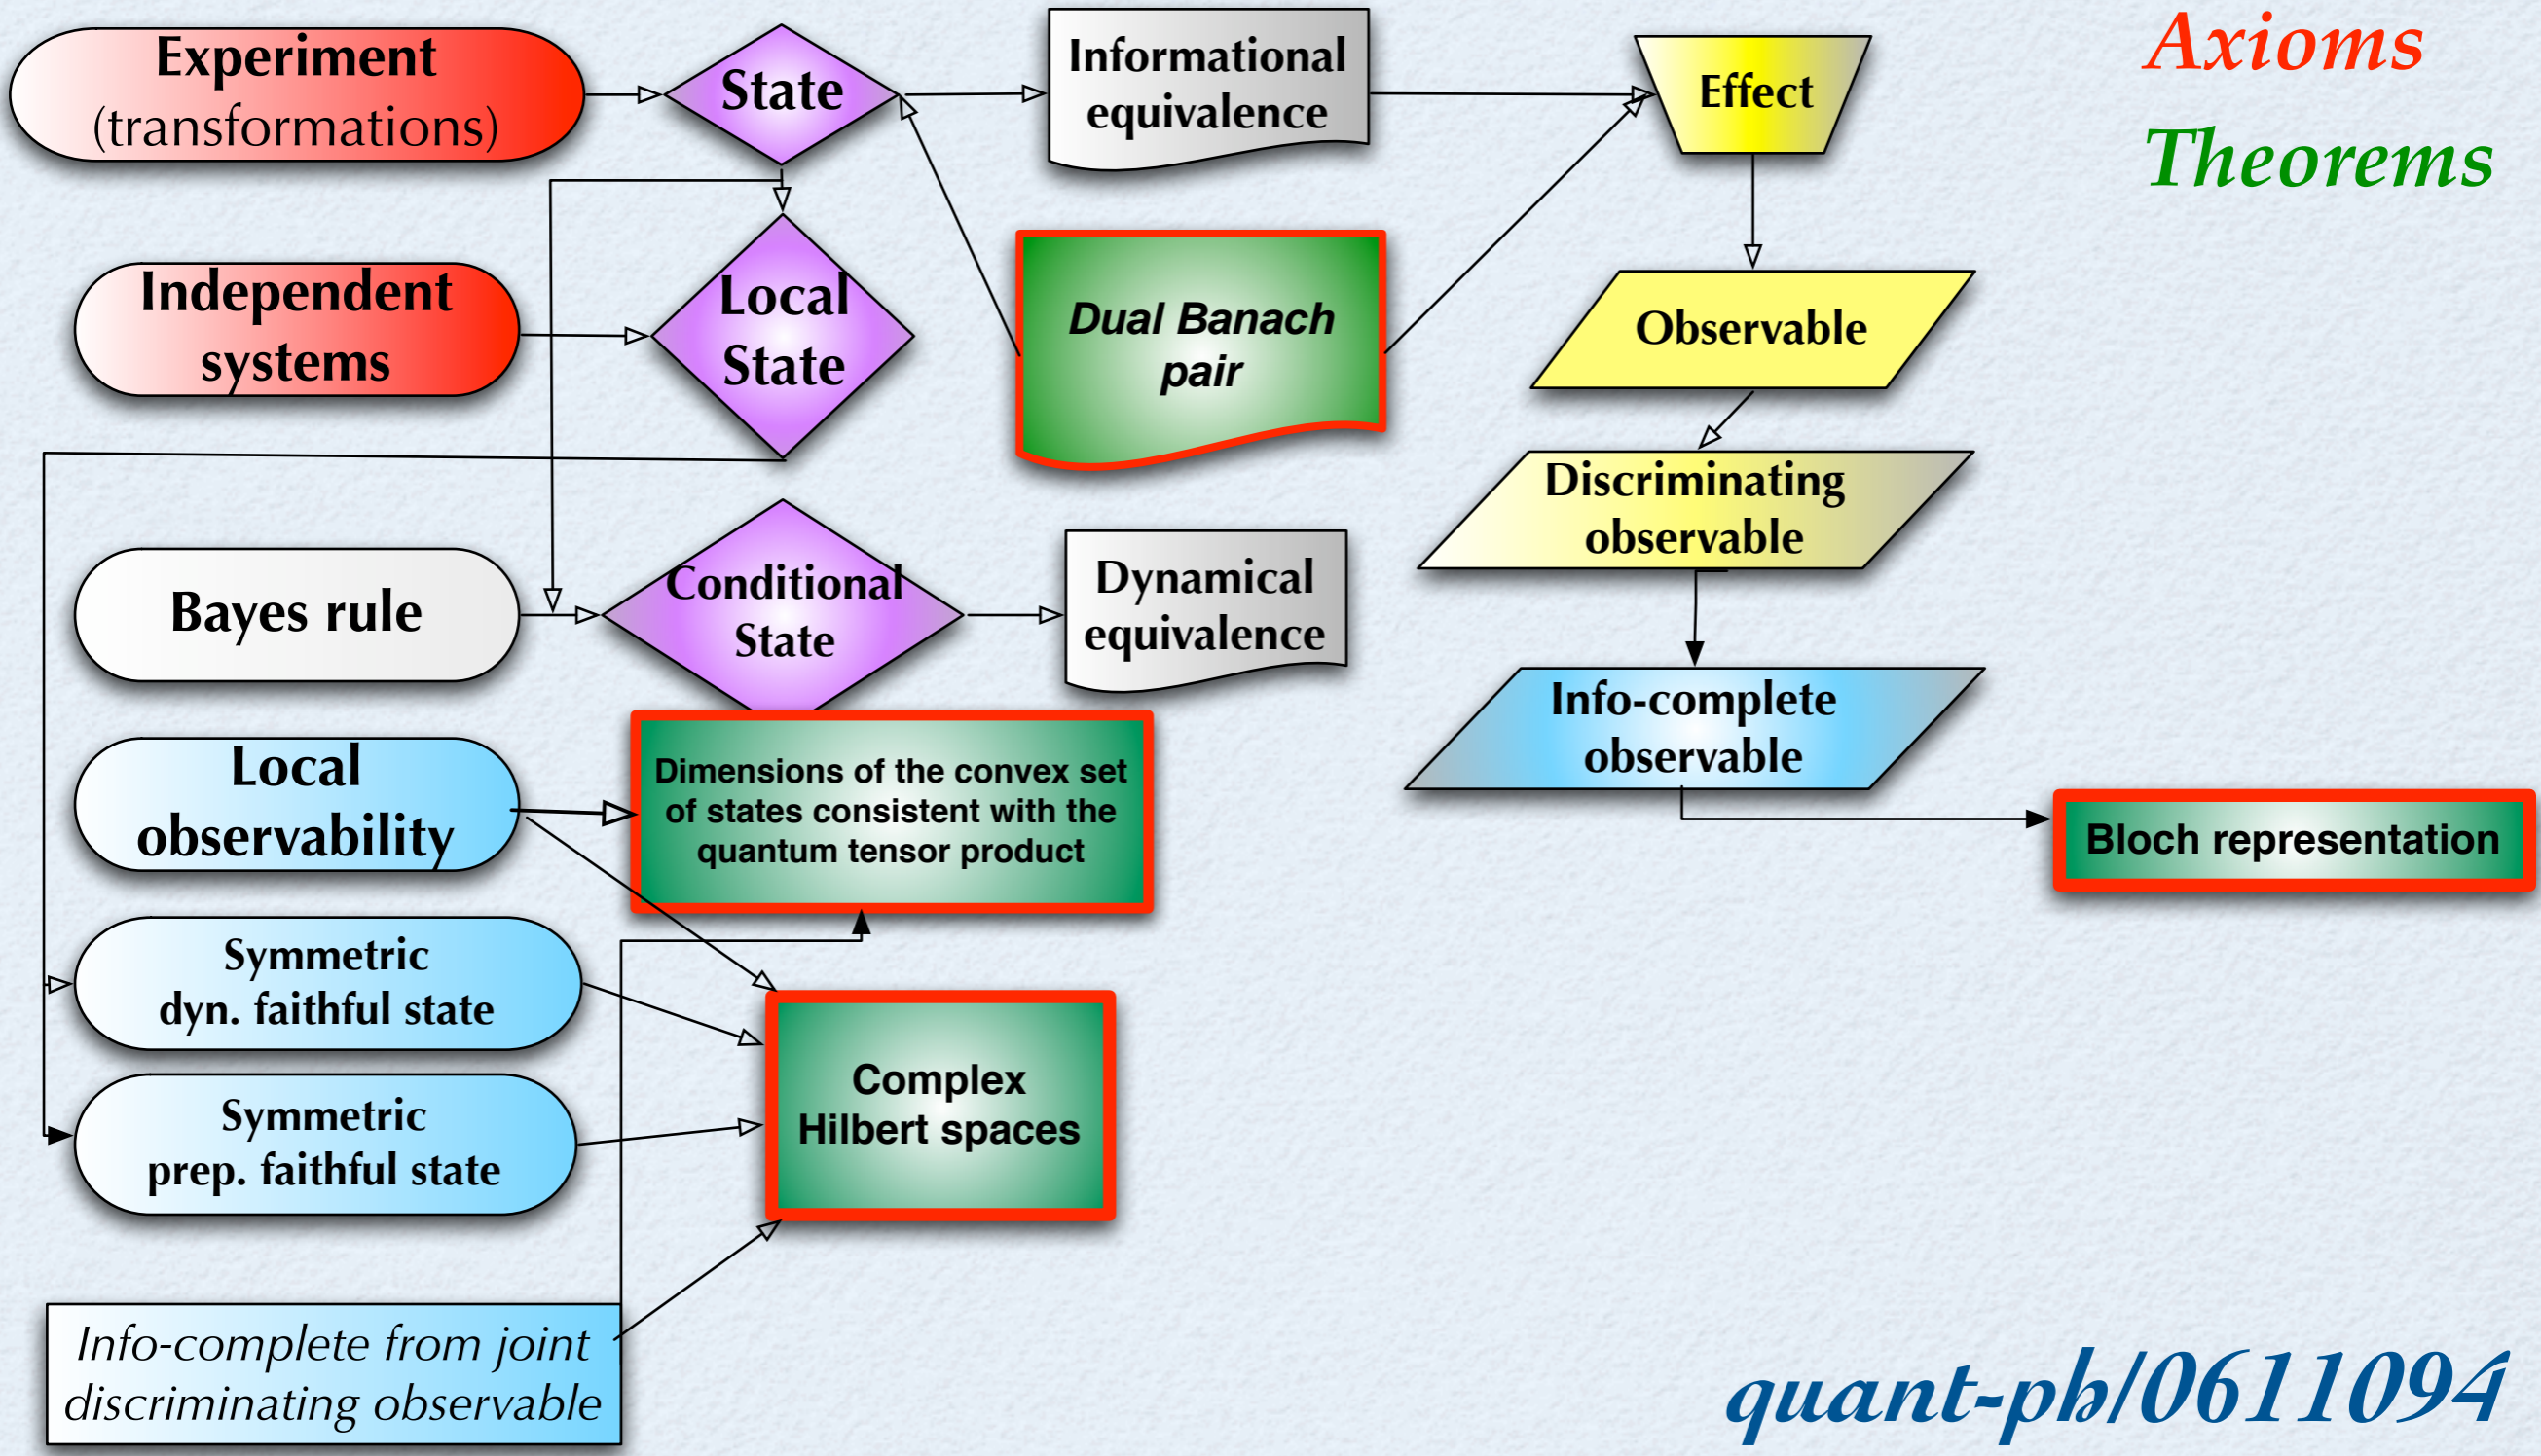 Experiment
(transformations)
State
Informational
equivalence
Effect
Axioms
Theorems
Independent
systems
Local
State
Dual Banach
pair
Observable
Discriminating
observable
Bayes rule
Conditional
State
Dynamical
equivalence
Info-complete
observable
Local
observability
Dimensions of the convex set
of states consistent with the
quantum tensor product
Bloch representation
Symmetric
dyn. faithful state
Symmetric
prep. faithful state
Complex
Hilbert spaces
Info-complete from joint
discriminating observable
quant-ph/0611094